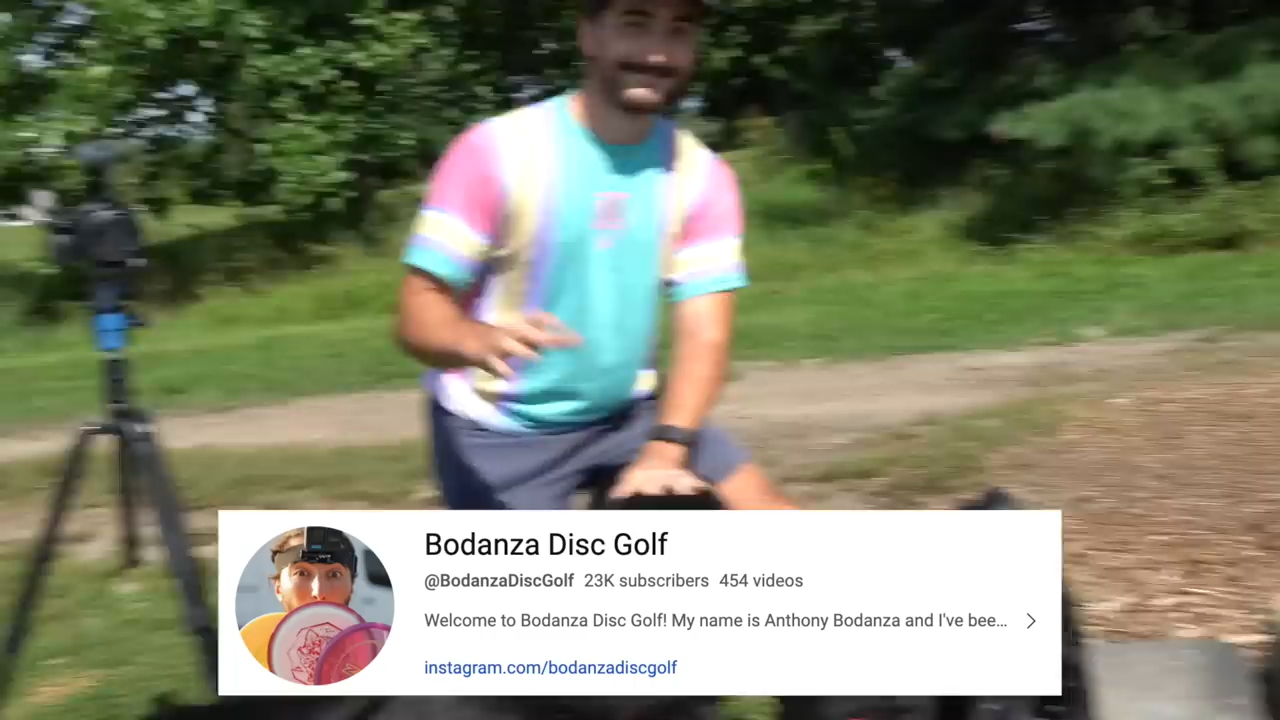 Bodanza Disc Golf
@BodanzaDiscGolf 23K subscribers 454 videos
Welcome to Bodanza Disc Golf! My name is Anthony Bodanza and I've bee...
instagram.com/bodanzadiscgolf